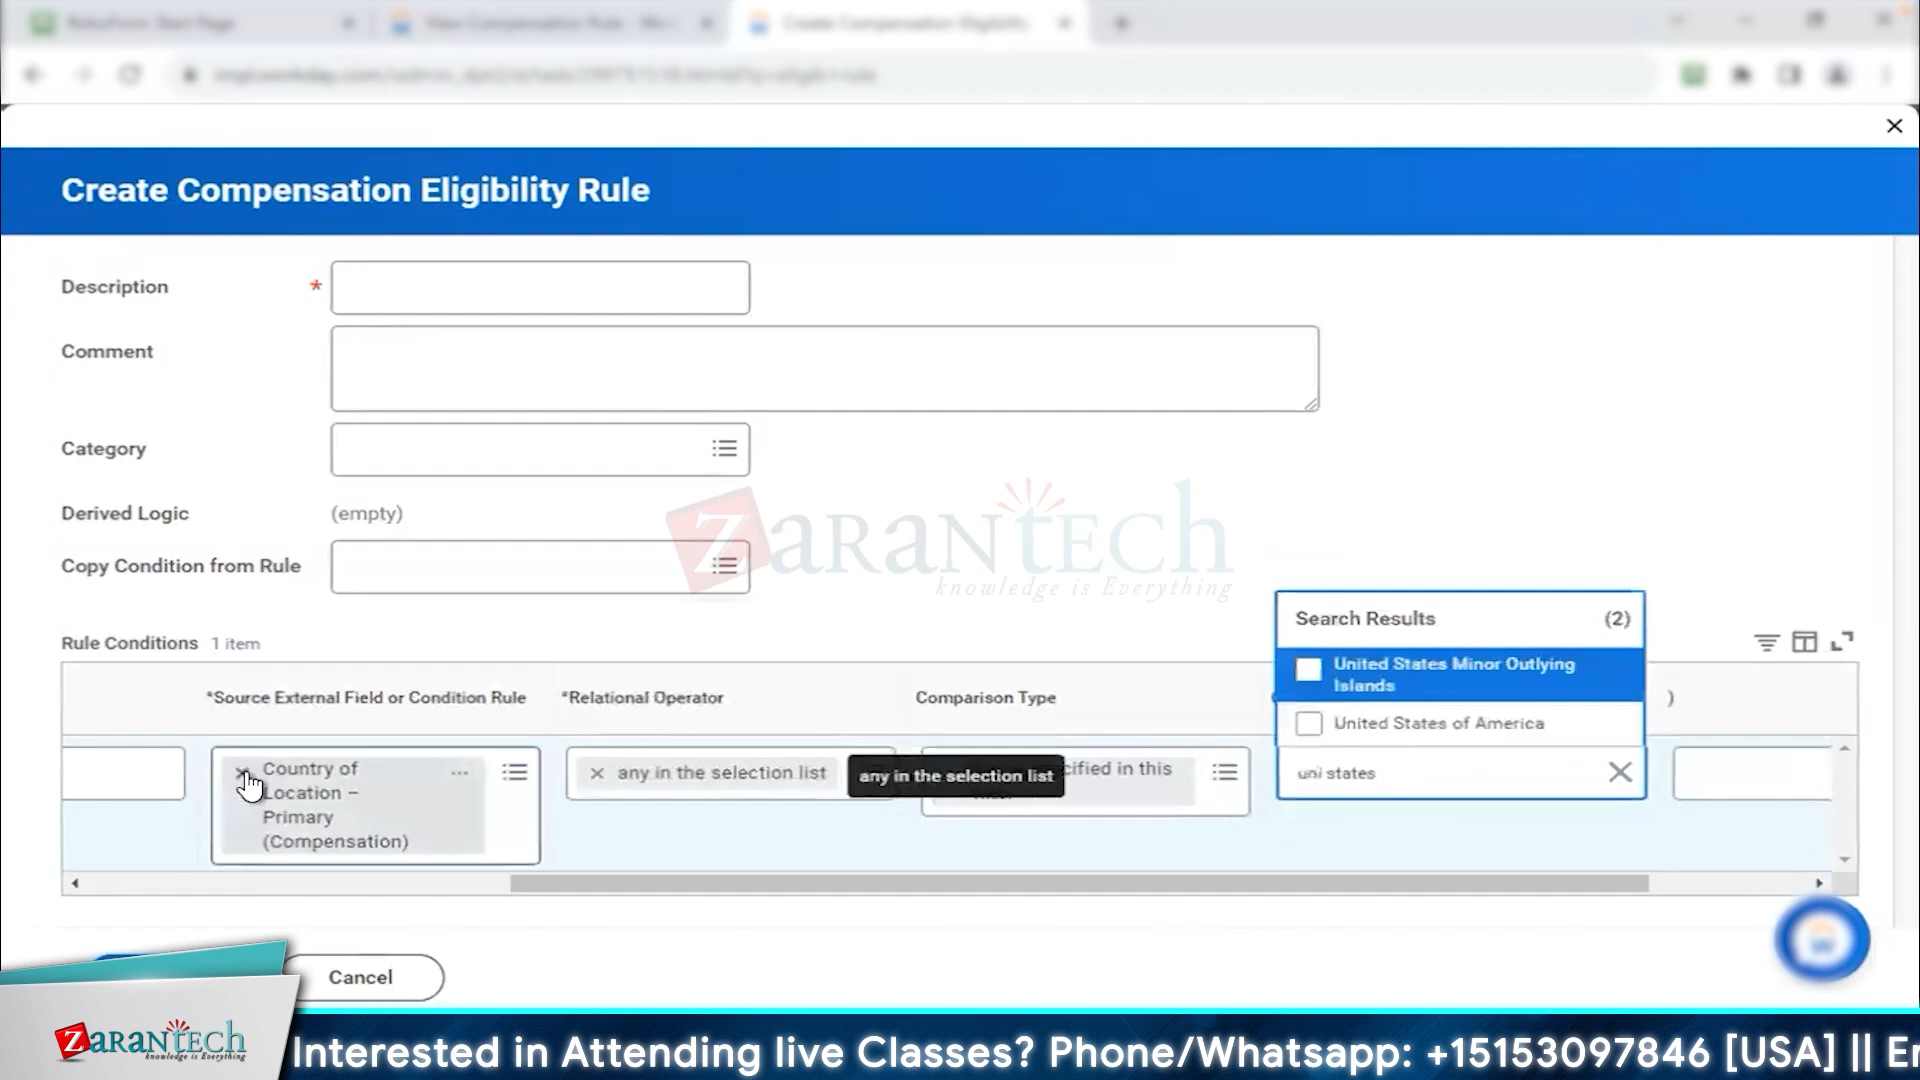 Create Compensation Eligibility
Create Compensation Eligibility Rule
Description *
Comment
Category
Derived Logic (empty)
Copy Condition from Rule
ZARANTECH
knowledge is Everything
Search Results (2)
United States Minor Outlying
Islands
United States of America
uni states
Rule Conditions 1 item
*Source External Field or Condition Rule *Relational Operator Comparison Type )
Country of
Location –
Primary
(Compensation)
any in the selection list
any in the selection list
cified in this
Cancel
ZARANTECH
knowledge is Everything
Interested in Attending live Classes? Phone/Whatsapp: +15153097846 [USA] || En